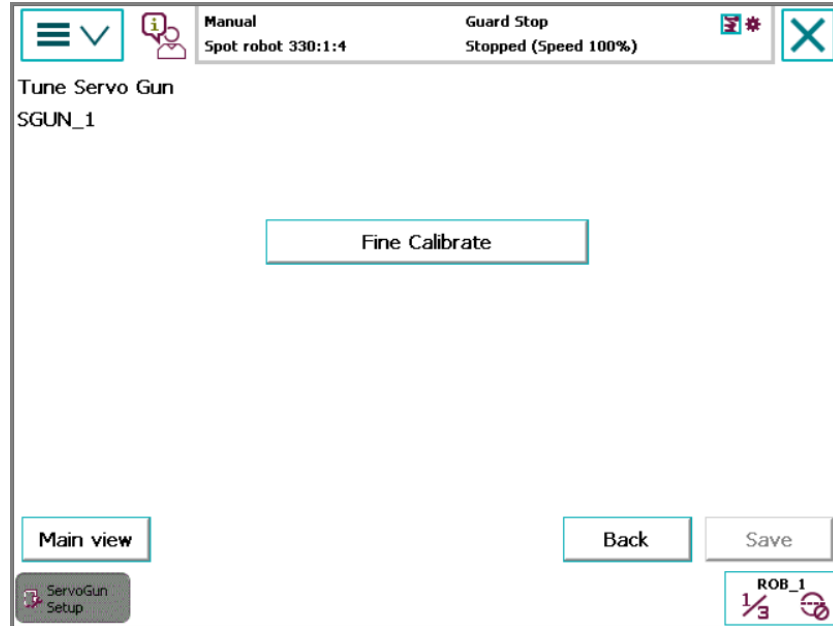 Manual
Guard Stop
Spot robot 330:1:4
Stopped (Speed 100%)
Tune Servo Gun
SGUN_1
Fine Calibrate
Main view
Back
Save
ServoGun
Setup
ROB_1
1/3